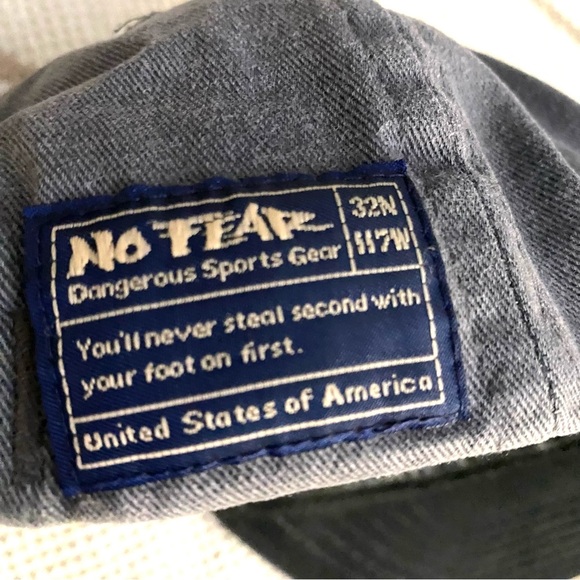 NO FEAR
Dangerous Sports Gear
32N
117W
You'll never steal second with
your foot on first.
United States of America